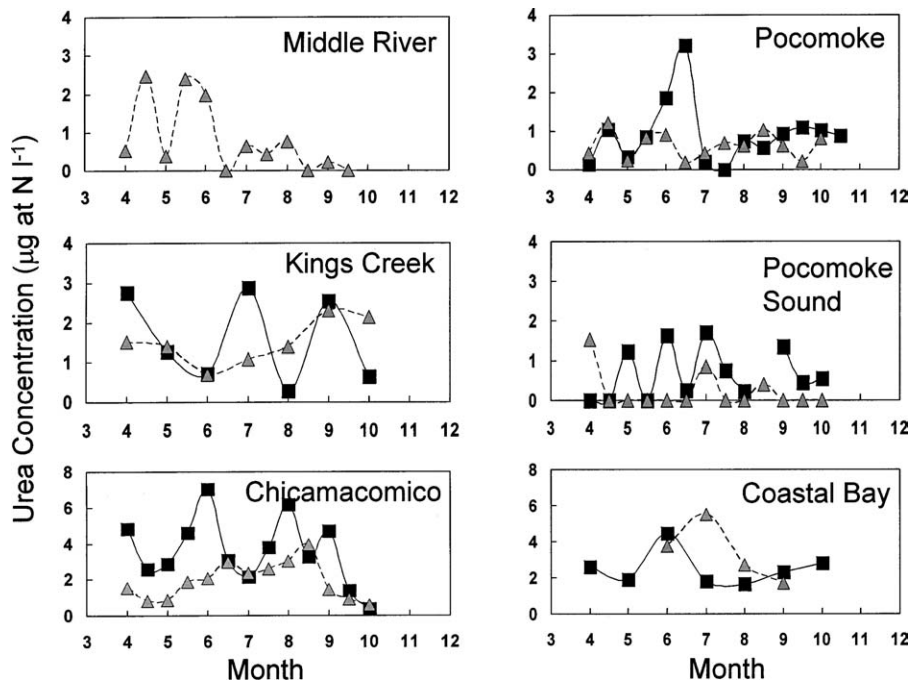 Urea Concentration (µg at N l⁻¹)
Middle River
4
3
2
1
0
3 4 5 6 7 8 9 10 11 12
Pocomoke
4
3
2
1
0
3 4 5 6 7 8 9 10 11 12
Kings Creek
4
3
2
1
0
3 4 5 6 7 8 9 10 11 12
Pocomoke
Sound
4
3
2
1
0
3 4 5 6 7 8 9 10 11 12
Chicamacomico
8
6
4
2
0
3 4 5 6 7 8 9 10 11 12
Month
Coastal Bay
8
6
4
2
0
3 4 5 6 7 8 9 10 11 12
Month